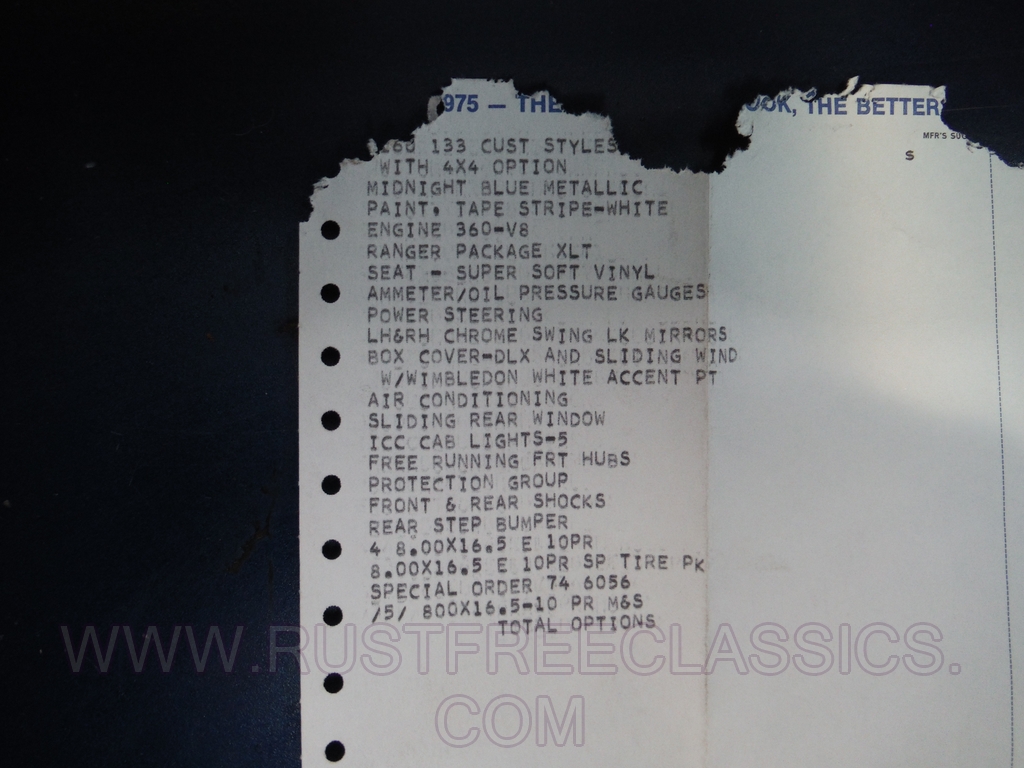 975 — THE OOK, THE BETTER
MFR'S SUG
$
133 CUST STYLES
WITH 4X4 OPTION
MIDNIGHT BLUE METALLIC
PAINT, TAPE STRIPE-WHITE
ENGINE 360-V8
RANGER PACKAGE XLT
SEAT - SUPER SOFT VINYL
AMMETER/OIL PRESSURE GAUGES
POWER STEERING
LH&RH CHROME SWING LK MIRRORS
BOX COVER-DLX AND SLIDING WIND
W/WIMBLEDON WHITE ACCENT PT
AIR CONDITIONING
SLIDING REAR WINDOW
ICC CAB LIGHTS-5
FREE RUNNING FRT HUBS
PROTECTION GROUP
FRONT & REAR SHOCKS
REAR STEP BUMPER
4 8.00X16.5 E 10PR
8.00X16.5 E 10PR SP TIRE PK
SPECIAL ORDER 74 6056
/5/ 800X16.5-10 PR M&S
TOTAL OPTIONS
WWW.RUSTFREECLASSICS.
COM